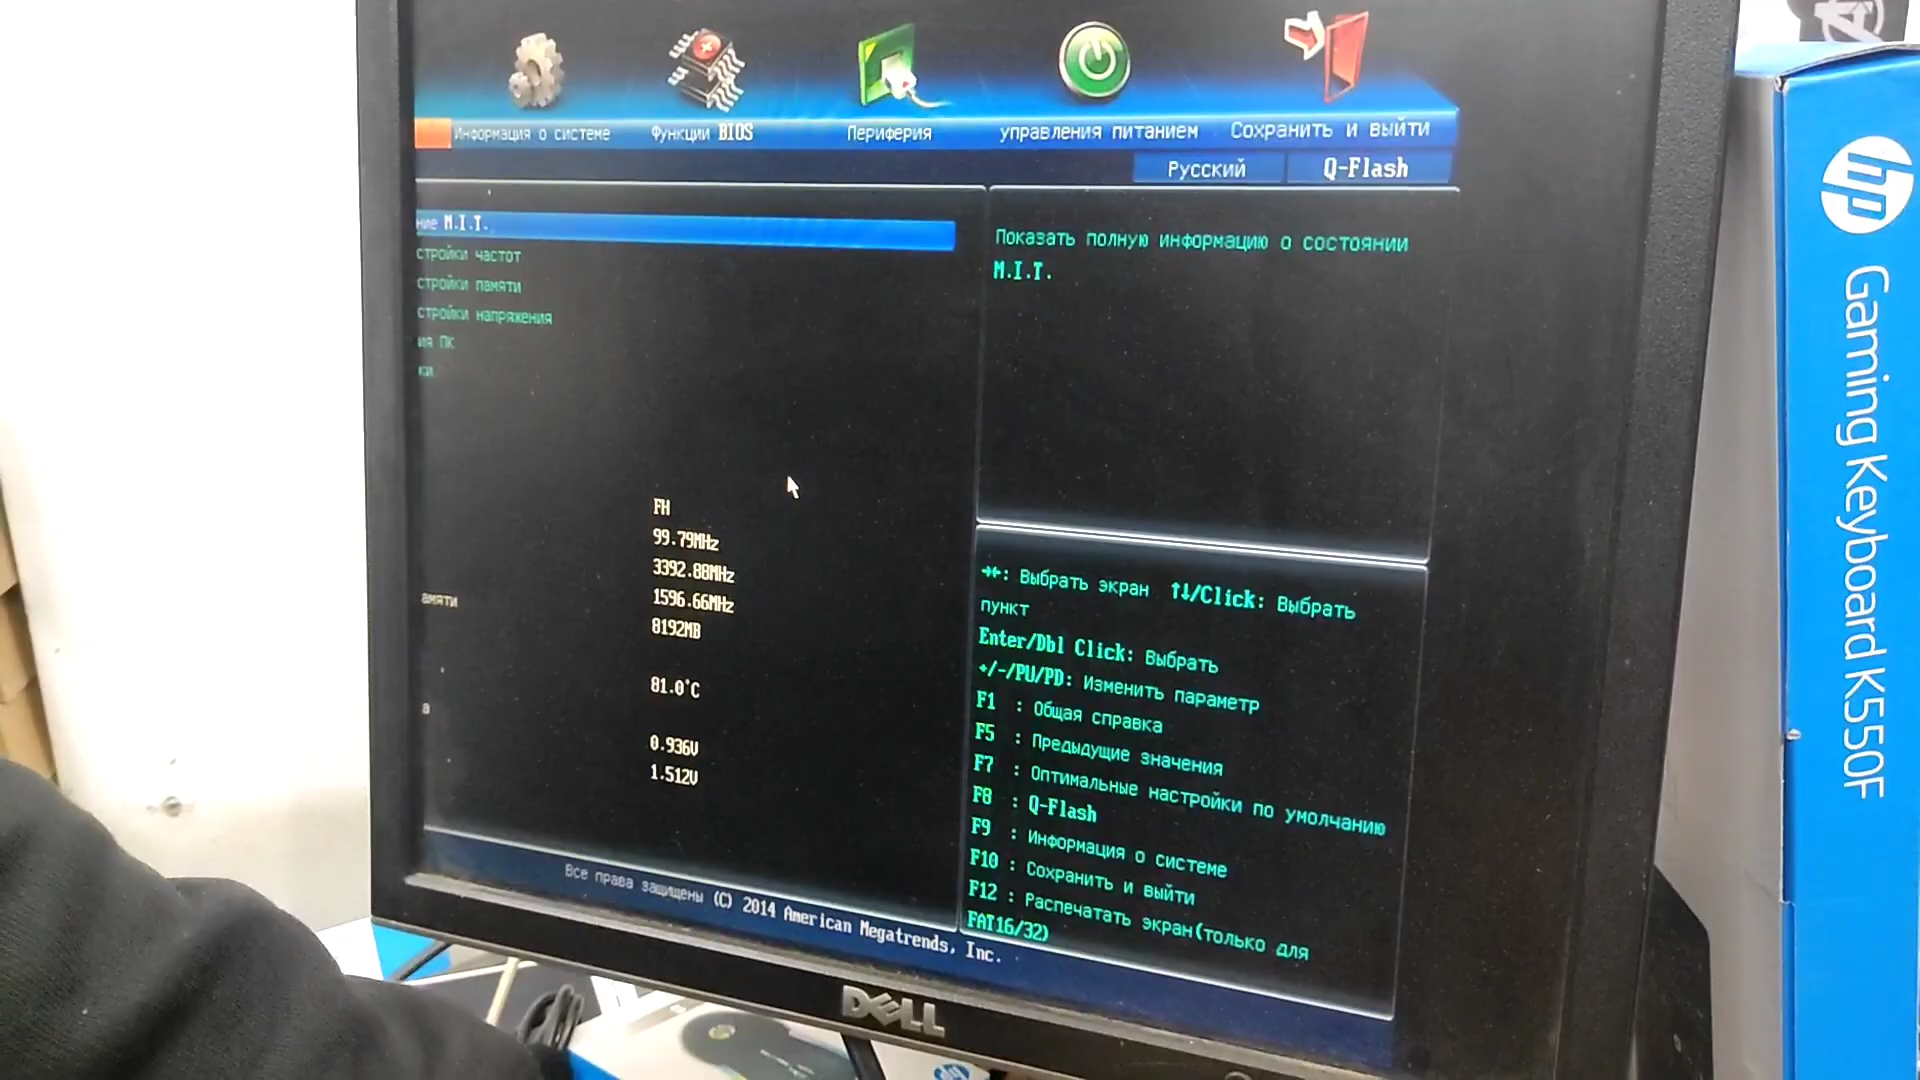 Информация о системе
Функции BIOS
Периферия
управления питанием
Сохранить и выйти
Русский
Q-Flash
ние M.I.T.
стройки частот
стройки памяти
стройки напряжения
ия ПК
ки
FH
99.79MHz
3392.88MHz
1596.66MHz
амяти
8192MB
81.0°C
а
0.936V
1.512V
Показать полную информацию о состоянии
M.I.T.
→←: Выбрать экран ↑↓/Click: Выбрать
пункт
Enter/Dbl Click: Выбрать
+/-/PU/PD: Изменить параметр
F1 : Общая справка
F5 : Предыдущие значения
F7 : Оптимальные настройки по умолчанию
F8 : Q-Flash
F9 : Информация о системе
F10 : Сохранить и выйти
F12 : Распечатать экран(только для
FAT16/32)
Все права защищены (C) 2014 American Megatrends, Inc.
DELL
hp
Gaming Keyboard K550F
hp